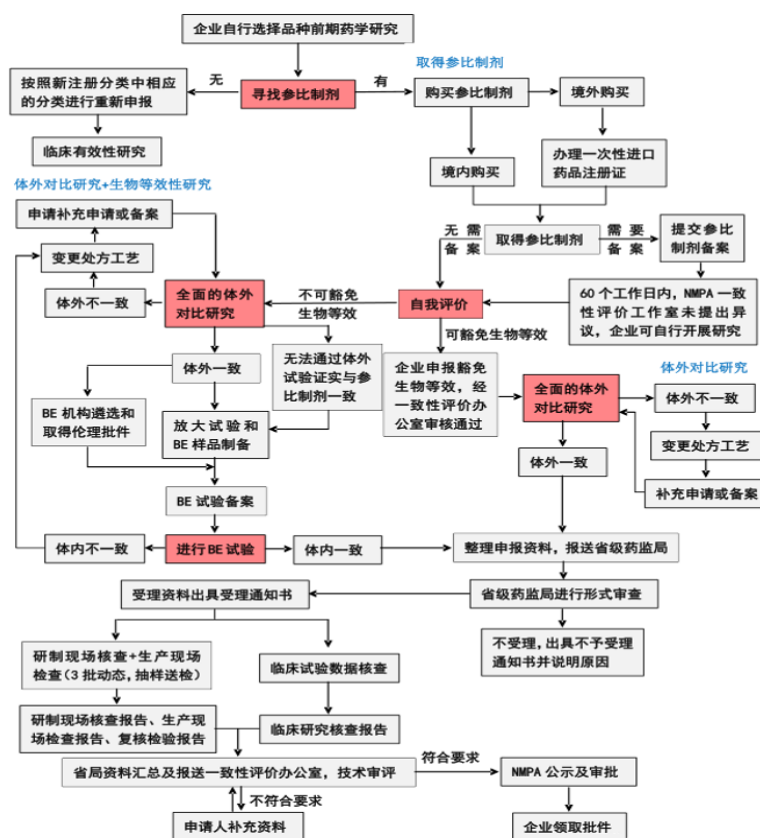 企业自行选择品种前期药学研究
取得参比制剂
按照新注册分类中相应
的分类进行重新申报
无
寻找参比制剂
有
购买参比制剂
境外购买
临床有效性研究
境内购买
办理一次性进口
药品注册证
体外对比研究+生物等效性研究
申请补充申请或备案
无需
备案
取得参比制剂
需要
备案
提交参比
制剂备案
变更处方工艺
体外不一致
全面的体外
对比研究
不可豁免
生物等效
自我评价
60个工作日内，NMPA一致
性评价工作室未提出异
议，企业可自行开展研究
可豁免生物等效
体外一致
无法通过体外
试验证实与参
比制剂一致
企业申报豁免
生物等效，经
一致性评价办
公室审核通过
体外对比研究
全面的体外
对比研究
体外不一致
BE机构遴选和
取得伦理批件
放大试验和
BE样品制备
变更处方工艺
体外一致
补充申请或备案
BE试验备案
体内不一致
进行BE试验
体内一致
整理申报资料，报送省级药监局
受理资料出具受理通知书
省级药监局进行形式审查
不受理，出具不予受理
通知书并说明原因
研制现场核查+生产现场
检查（3批动态，抽样送检）
临床试验数据核查
研制现场核查报告、生产现
场检查报告、复核检验报告
临床研究核查报告
省局资料汇总及报送一致性评价办公室，技术审评
符合要求
NMPA公示及审批
不符合要求
申请人补充资料
企业领取批件